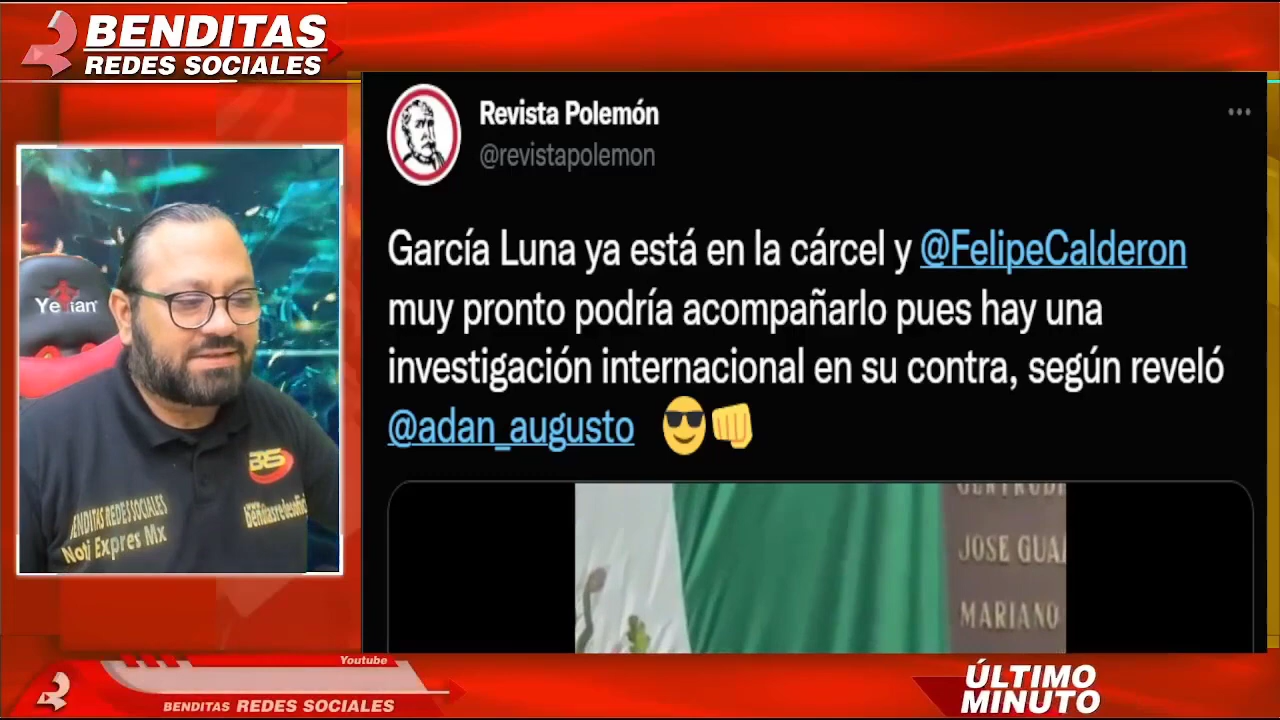 BENDITAS
REDES SOCIALES
Revista Polemón
@revistapolemon
García Luna ya está en la cárcel y @FelipeCalderon
muy pronto podría acompañarlo pues hay una
investigación internacional en su contra, según reveló
@adan_augusto 😎👊
JOSE GUA
MARIANO
Yeyian
BENDITAS REDES SOCIALES
Noti Expres Mx
Youtube
BENDITAS REDES SOCIALES
ÚLTIMO
MINUTO